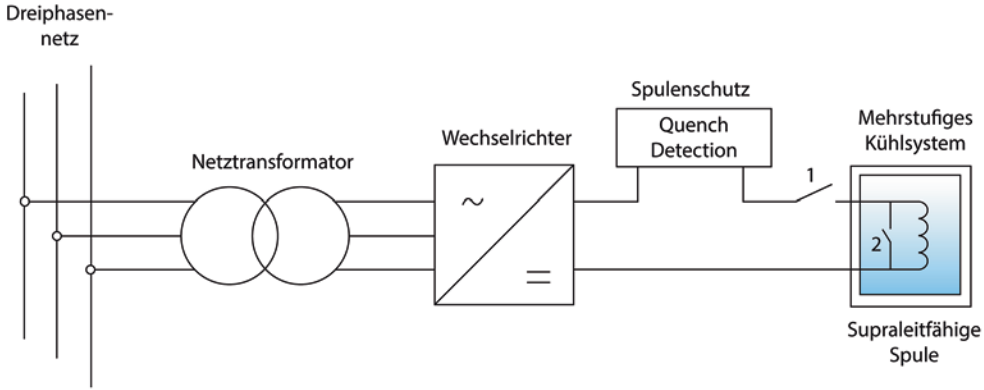 Dreiphasen-
netz
Netztransformator
Wechselrichter
Spulenschutz
Quench
Detection
1
Mehrstufiges
Kühlsystem
2
Supraleitfähige
Spule